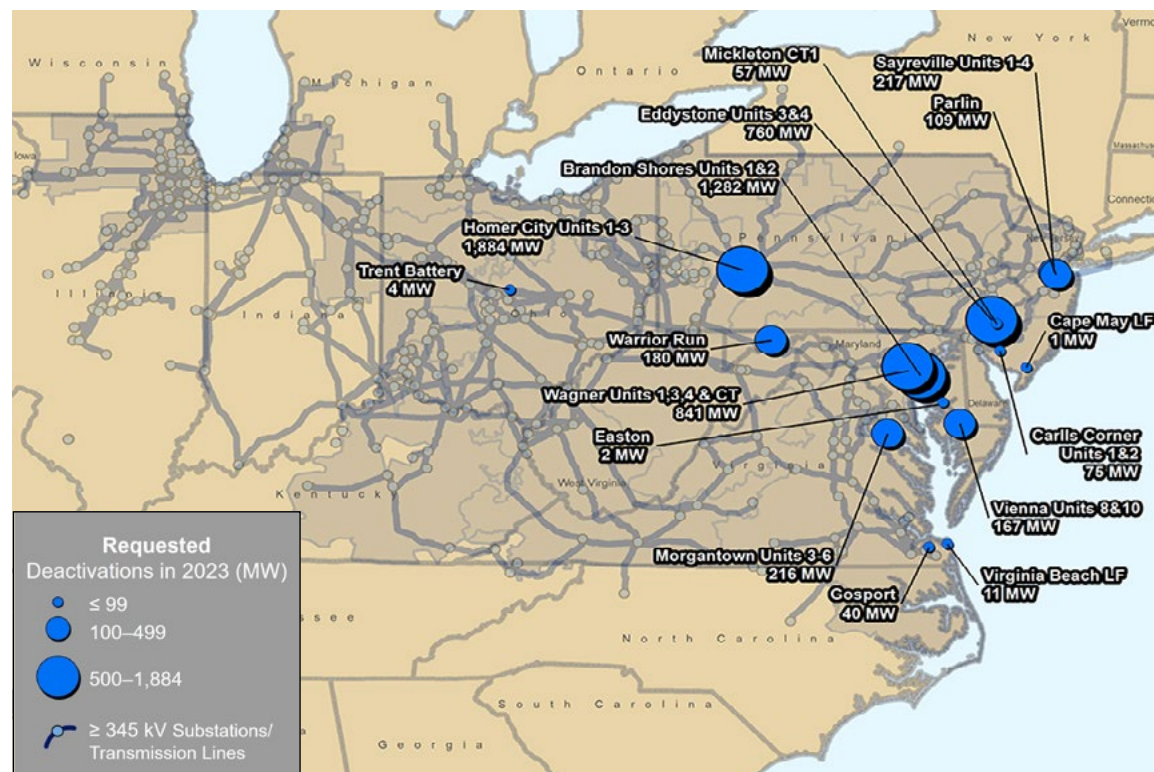 Wisconsin
Michigan
Ontario
New York
Vermo
Mickleton CT1
57 MW
Sayreville Units 1-4
217 MW
Parlin
109 MW
Eddystone Units 3&4
760 MW
Massachuset
Iowa
Brandon Shores Units 1&2
1,282 MW
Connecti
Homer City Units 1-3
1,884 MW
Pennsylvania
New Jersey
Trent Battery
4 MW
Illinois
Indiana
Ohio
Cape May LF
1 MW
Warrior Run
180 MW
Maryland
Wagner Units 1,3,4 & CT
841 MW
Delaware
Easton
2 MW
Carlls Corner
Units 1&2
75 MW
Virginia
West Virginia
Kentucky
Vienna Units 8&10
167 MW
Morgantown Units 3-6
216 MW
Gosport
40 MW
Virginia Beach LF
11 MW
Requested
Deactivations in 2023 (MW)
≤ 99
100–499
500–1,884
≥ 345 kV Substations/
Transmission Lines
ssee
North Carolina
South Carolina
Georgia